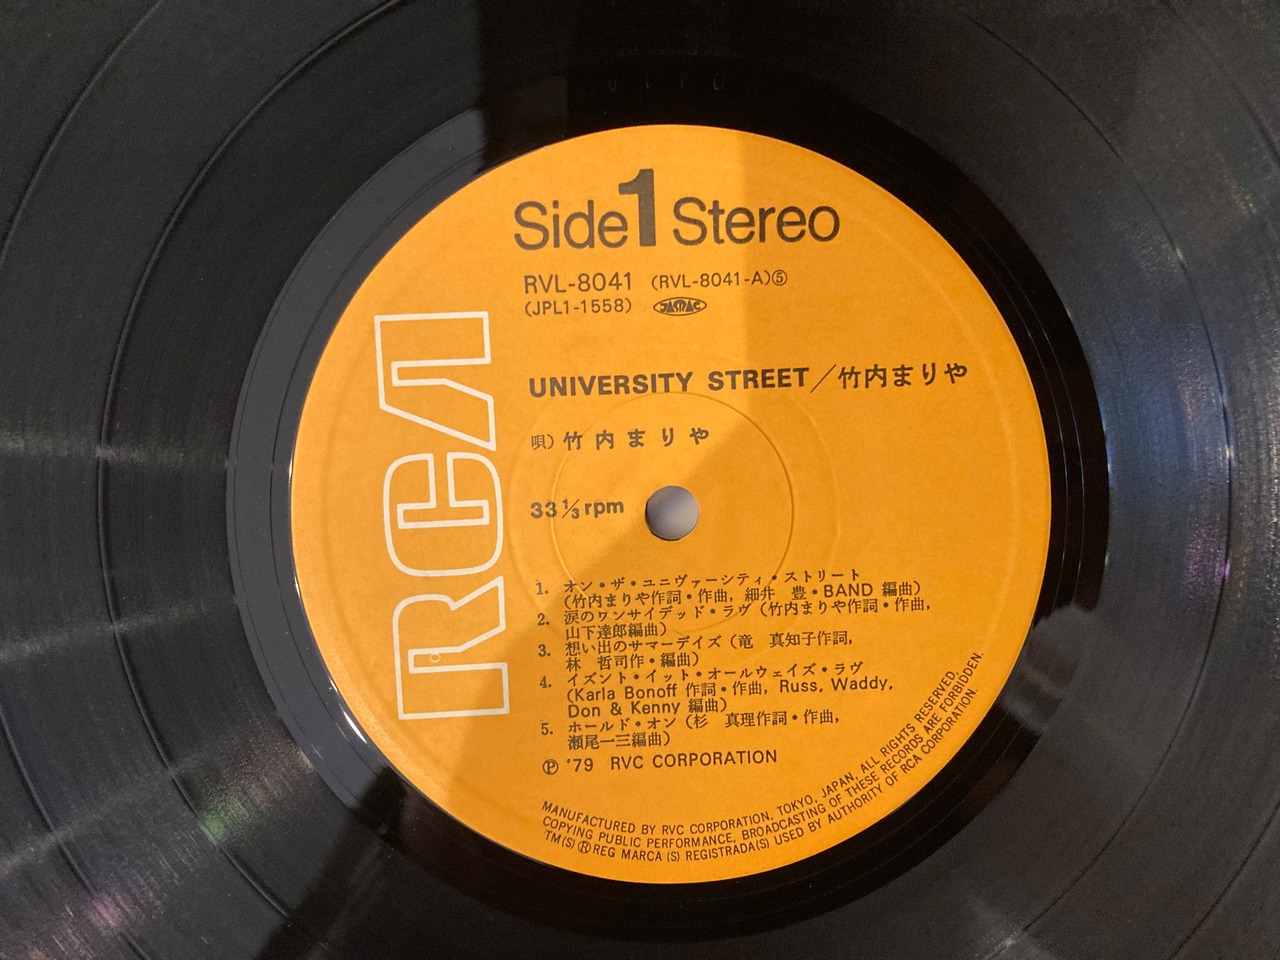 Side 1 Stereo
RVL-8041 (RVL-8041-A)⑤
(JPL1-1558) JASRAC
RCA
UNIVERSITY STREET／竹内まりや
唄）竹内まりや
33⅓rpm
1. オン・ザ・ユニヴァーシティ・ストリート
（竹内まりや作詞・作曲，細井　豊・BAND 編曲）
2. 涙のワンサイデッド・ラヴ（竹内まりや作詞・作曲，
山下達郎編曲）
3. 想い出のサマーデイズ（竜　真知子作詞，
林　哲司作・編曲）
4. イズント・イット・オールウェイズ・ラヴ
（Karla Bonoff 作詞・作曲，Russ, Waddy,
Don & Kenny 編曲）
5. ホールド・オン（杉　真理作詞・作曲，
瀬尾一三編曲）
Ⓟ '79 RVC CORPORATION
MANUFACTURED BY RVC CORPORATION, TOKYO, JAPAN, ALL RIGHTS RESERVED,
COPYING PUBLIC PERFORMANCE, BROADCASTING OF THESE RECORDS ARE FORBIDDEN.
TM(S) ® REG MARCA (S) REGISTRADA(S) USED BY AUTHORITY OF RCA CORPORATION.